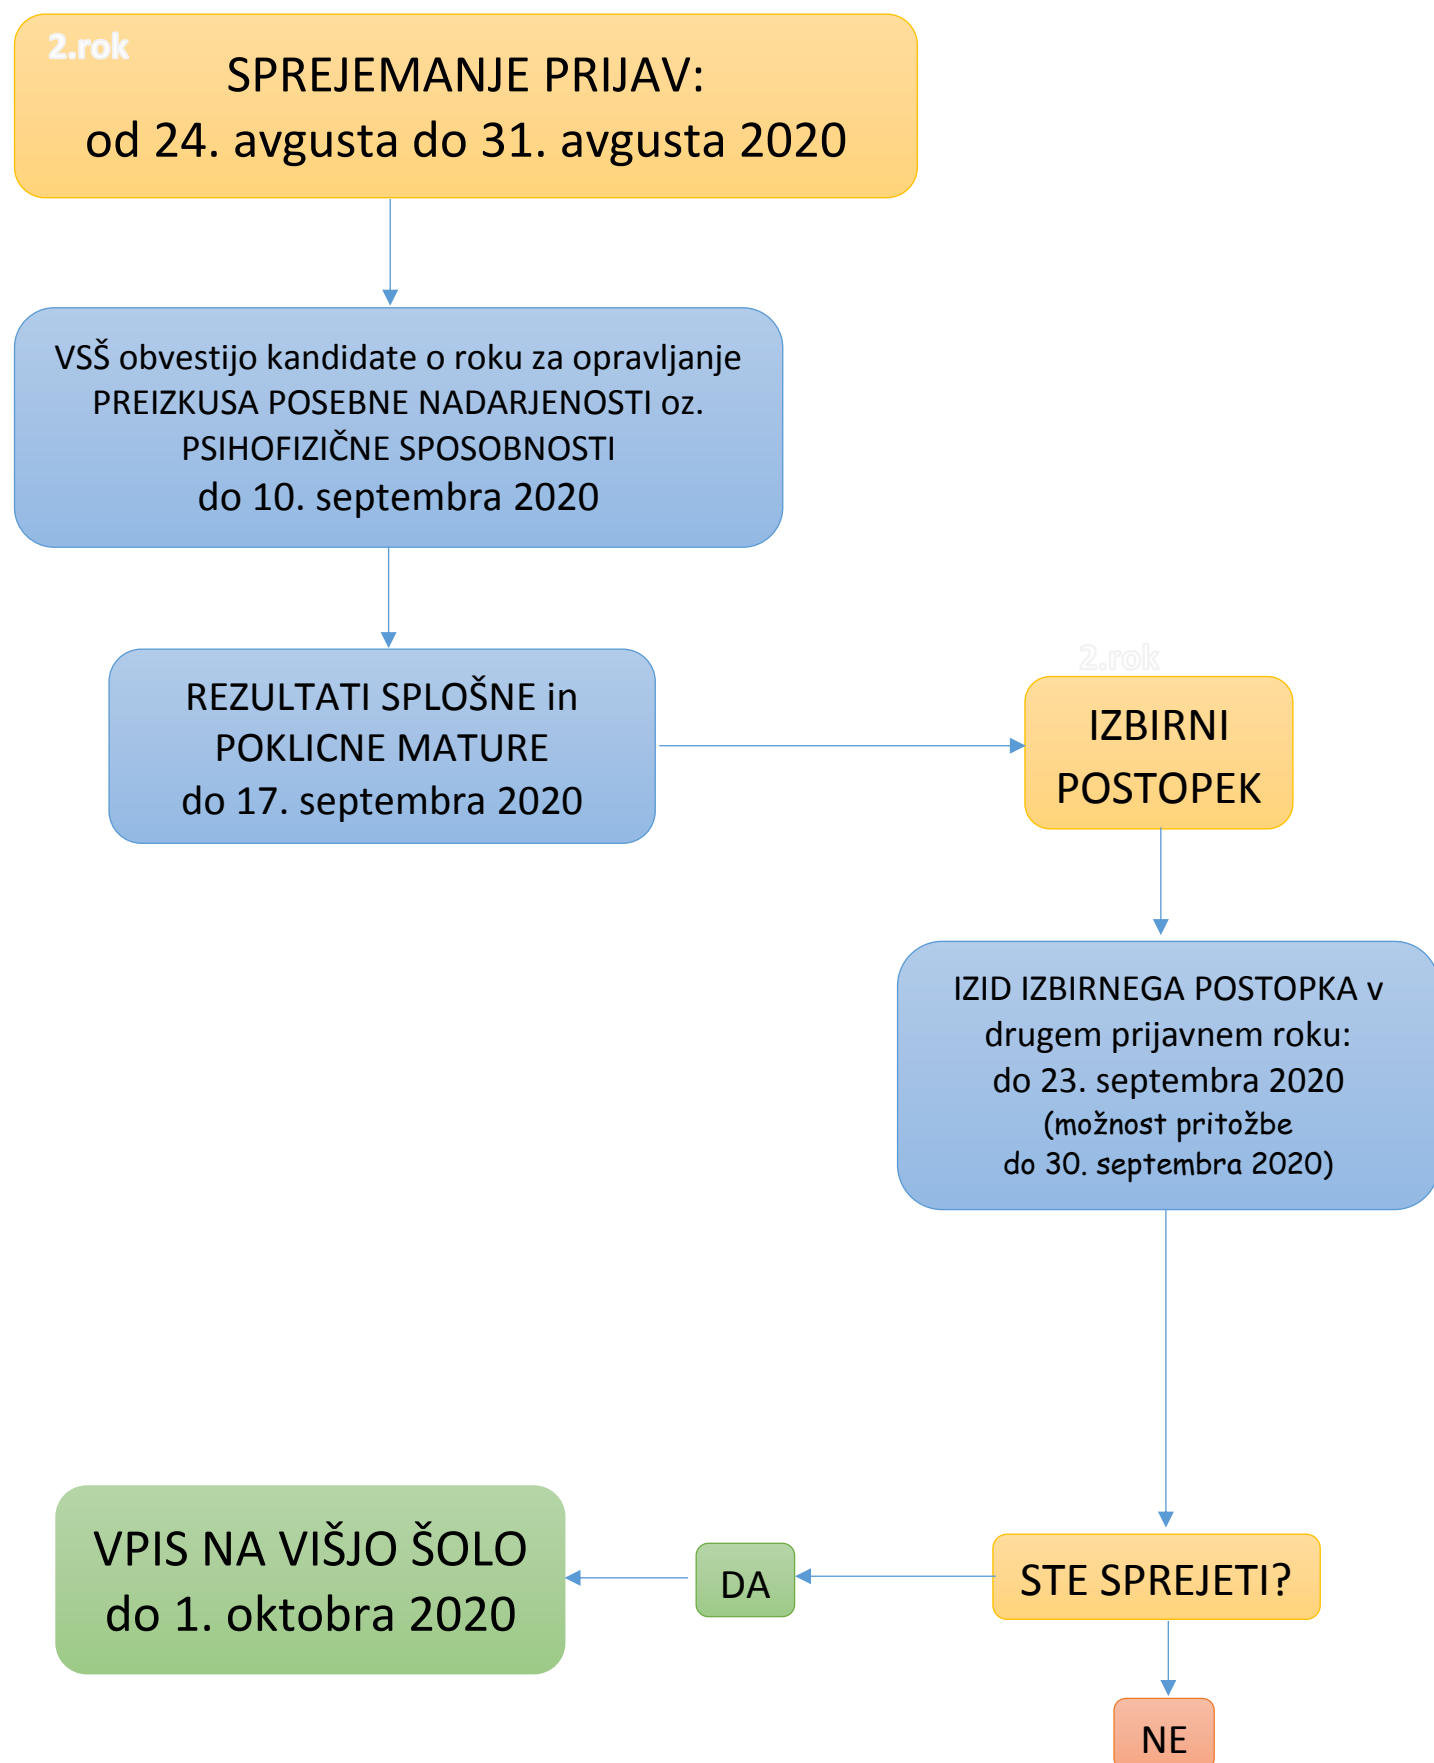 2.rok
SPREJEMANJE PRIJAV:
od 24. avgusta do 31. avgusta 2020
VSŠ obvestijo kandidate o roku za opravljanje
PREIZKUSA POSEBNE NADARJENOSTI oz.
PSIHOFIZIČNE SPOSOBNOSTI
do 10. septembra 2020
REZULTATI SPLOŠNE in
POKLICNE MATURE
do 17. septembra 2020
2.rok
IZBIRNI
POSTOPEK
IZID IZBIRNEGA POSTOPKA v
drugem prijavnem roku:
do 23. septembra 2020
(možnost pritožbe
do 30. septembra 2020)
STE SPREJETI?
DA
VPIS NA VIŠJO ŠOLO
do 1. oktobra 2020
NE